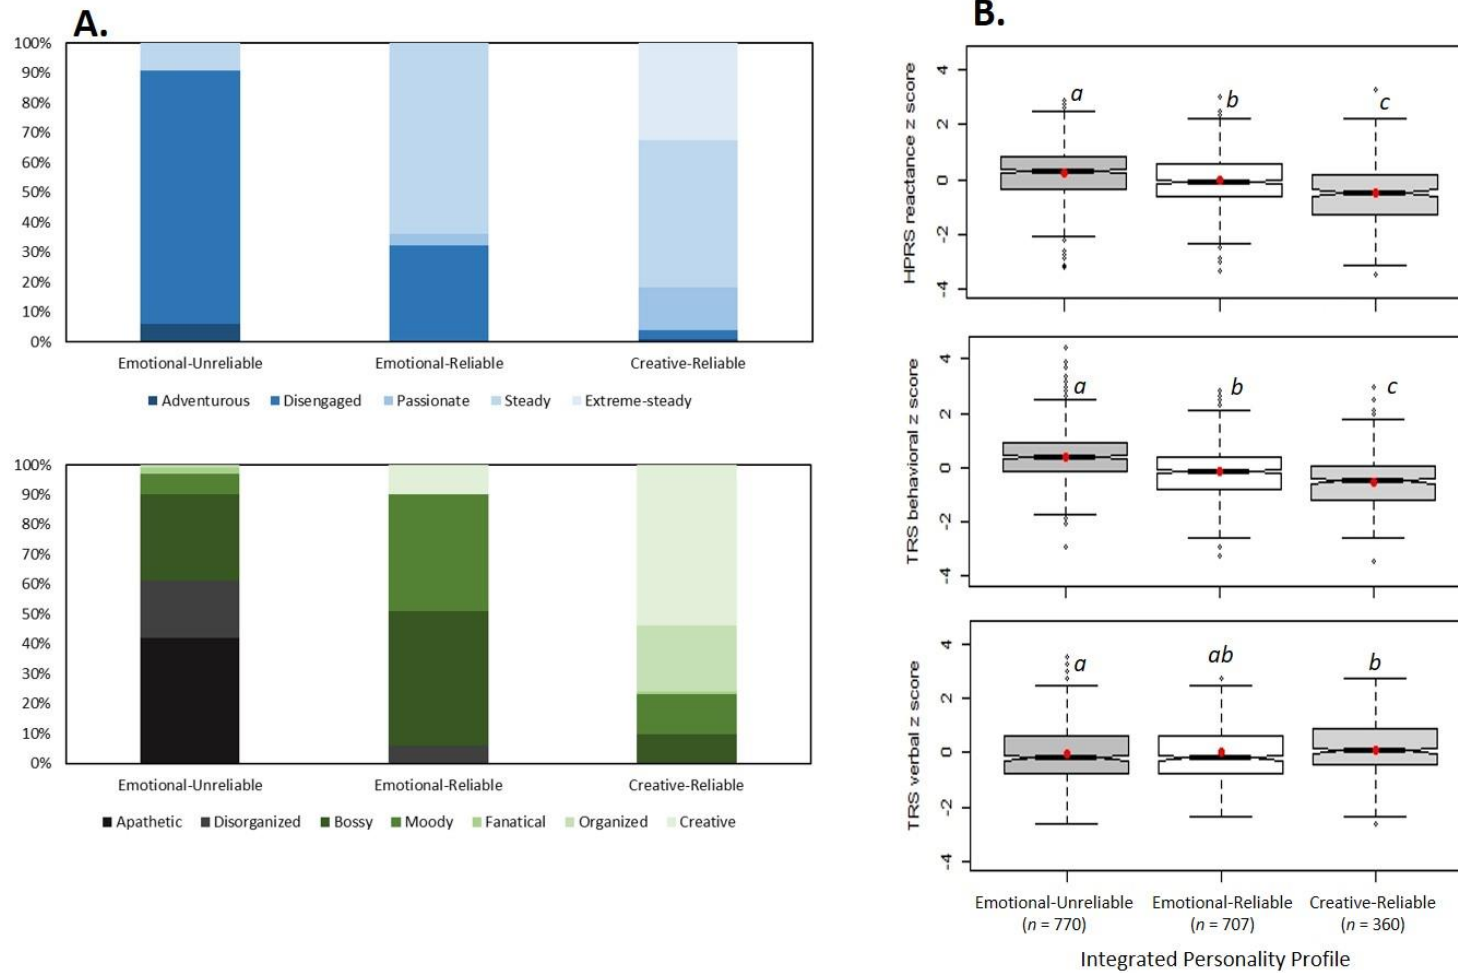 A.
100%
90%
80%
70%
60%
50%
40%
30%
20%
10%
0%
Emotional-Unreliable Emotional-Reliable Creative-Reliable
Adventurous Disengaged Passionate Steady Extreme-steady
100%
90%
80%
70%
60%
50%
40%
30%
20%
10%
0%
Emotional-Unreliable Emotional-Reliable Creative-Reliable
Apathetic Disorganized Bossy Moody Fanatical Organized Creative
B.
HPRS reactance z score
4
2
0
-2
-4
a b c
TRS behavioral z score
4
2
0
-2
-4
a b c
TRS verbal z score
4
2
0
-2
-4
a ab b
Emotional-Unreliable Emotional-Reliable Creative-Reliable
(n = 770) (n = 707) (n = 360)
Integrated Personality Profile